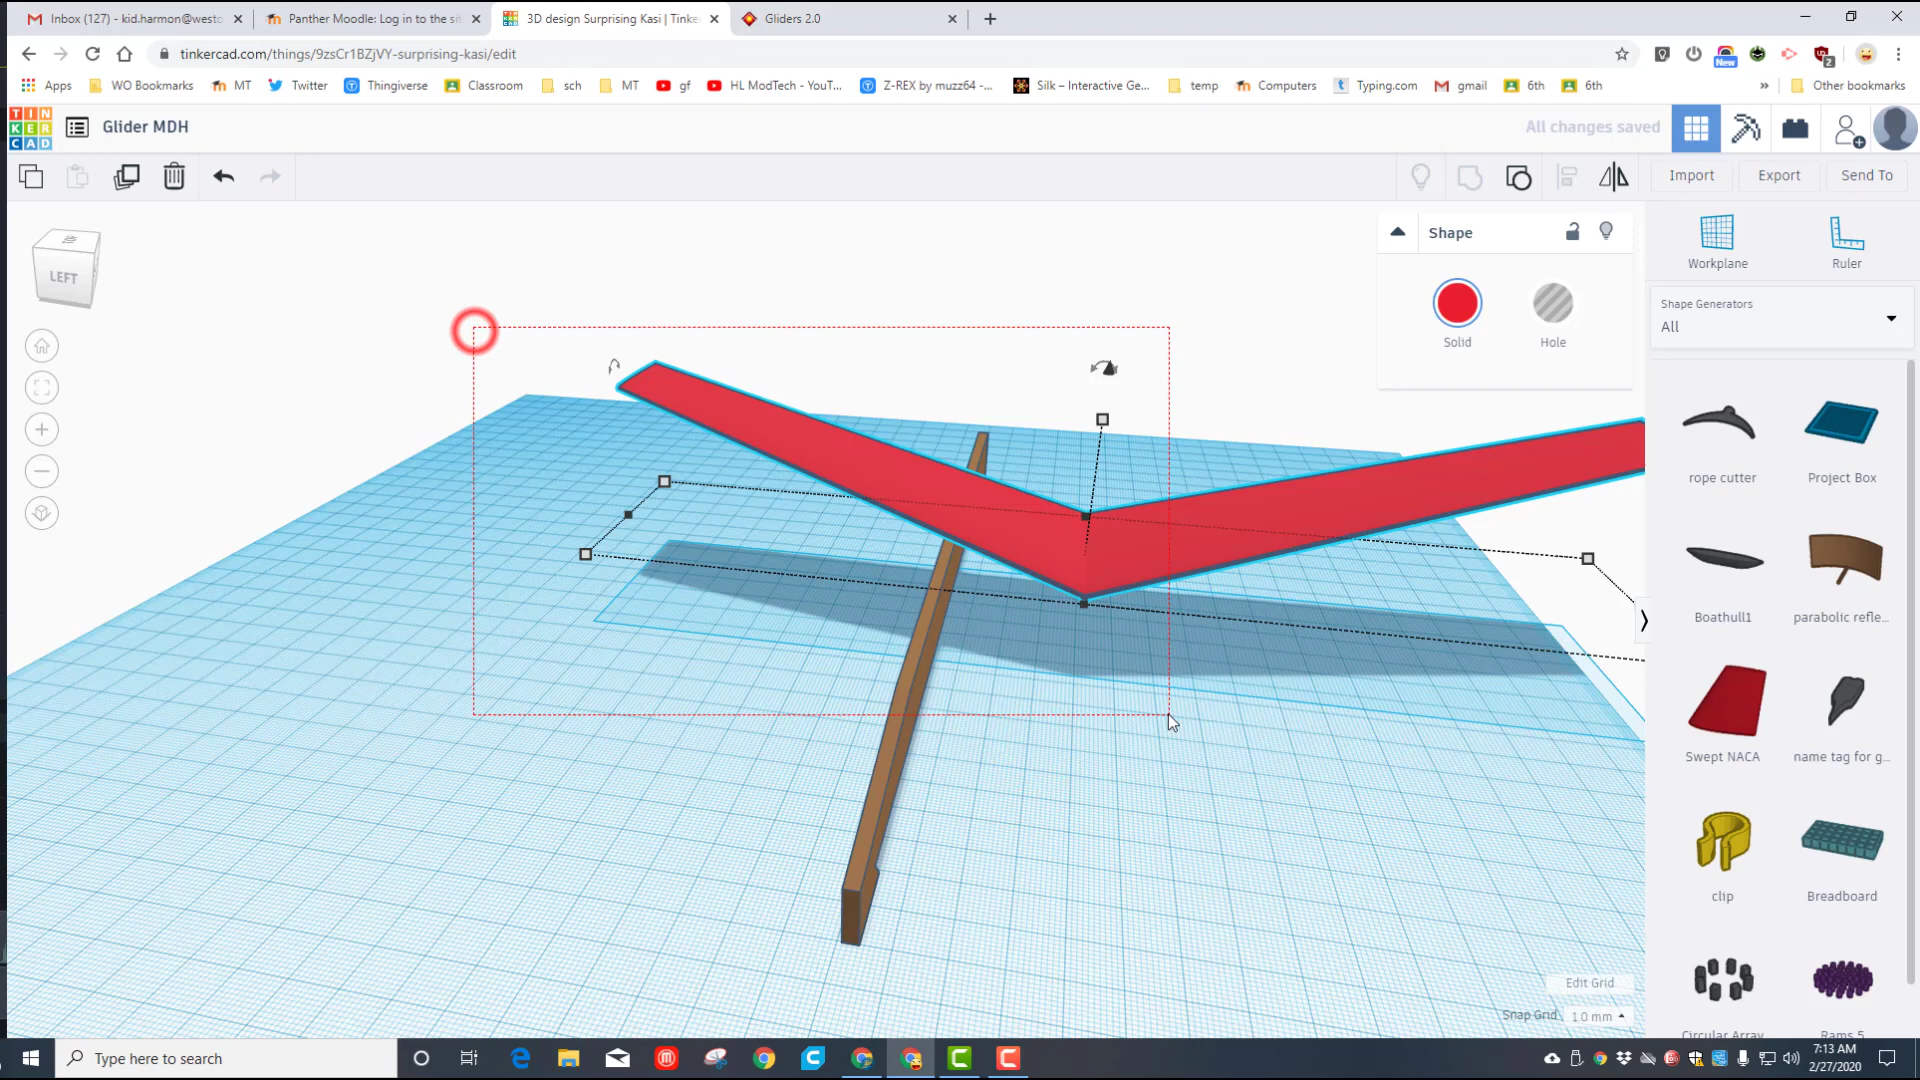 Inbox (127) - kid.harmon@westo
Panther Moodle: Log in to the si
3D design Surprising Kasi | Tinke
Gliders 2.0
tinkercad.com/things/9zsCr1BZjVY-surprising-kasi/edit
New
2
Apps
WO Bookmarks
MT
Twitter
Thingiverse
Classroom
sch
MT
gf
HL ModTech - YouT...
Z-REX by muzz64 -...
Silk – Interactive Ge...
temp
Computers
Typing.com
gmail
6th
6th
»
Other bookmarks
TIN
KER
CAD
Glider MDH
All changes saved
Import
Export
Send To
LEFT
Shape
Solid
Hole
Workplane
Ruler
Shape Generators
All
rope cutter
Project Box
Boathull1
parabolic refle...
Swept NACA
name tag for g...
clip
Breadboard
Circular Array
Rams 5
Edit Grid
Snap Grid
1.0 mm
Type here to search
7:13 AM
2/27/2020